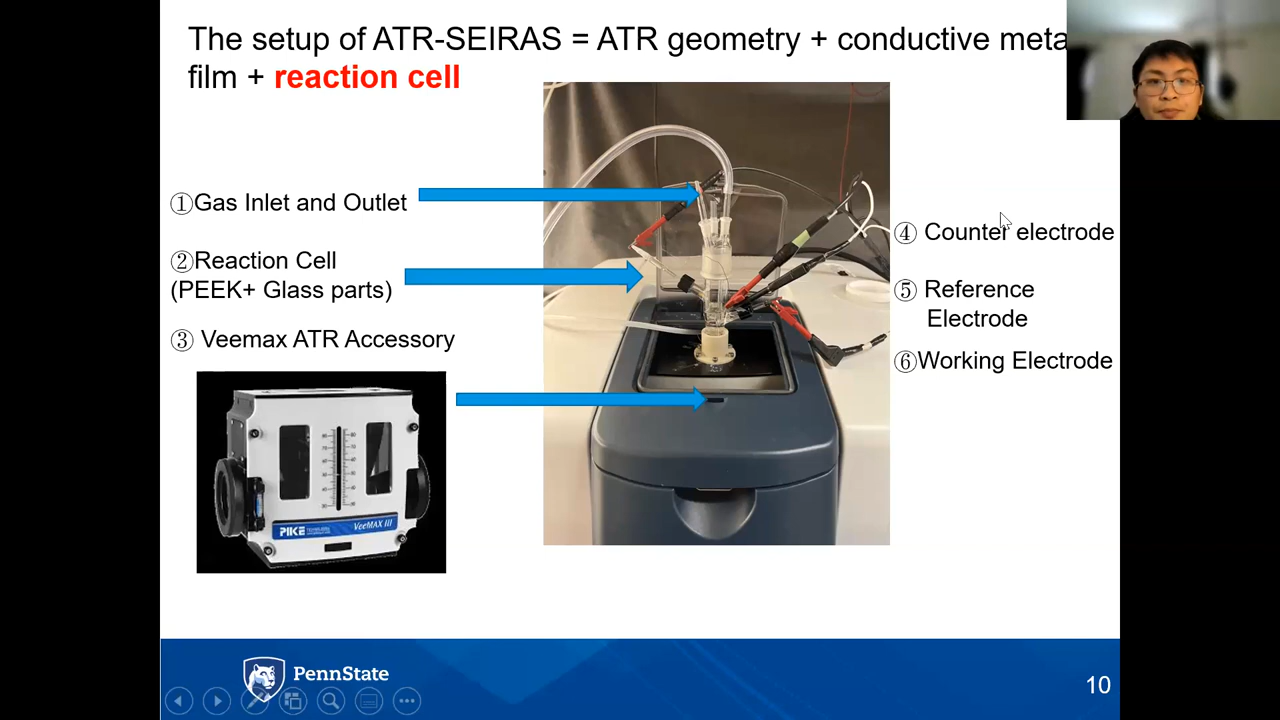 The setup of ATR-SEIRAS = ATR geometry + conductive meta
film + reaction cell
①Gas Inlet and Outlet
②Reaction Cell
(PEEK+ Glass parts)
③ Veemax ATR Accessory
④ Counter electrode
⑤ Reference
Electrode
⑥Working Electrode
PIKE VeeMAX III
PennState
10